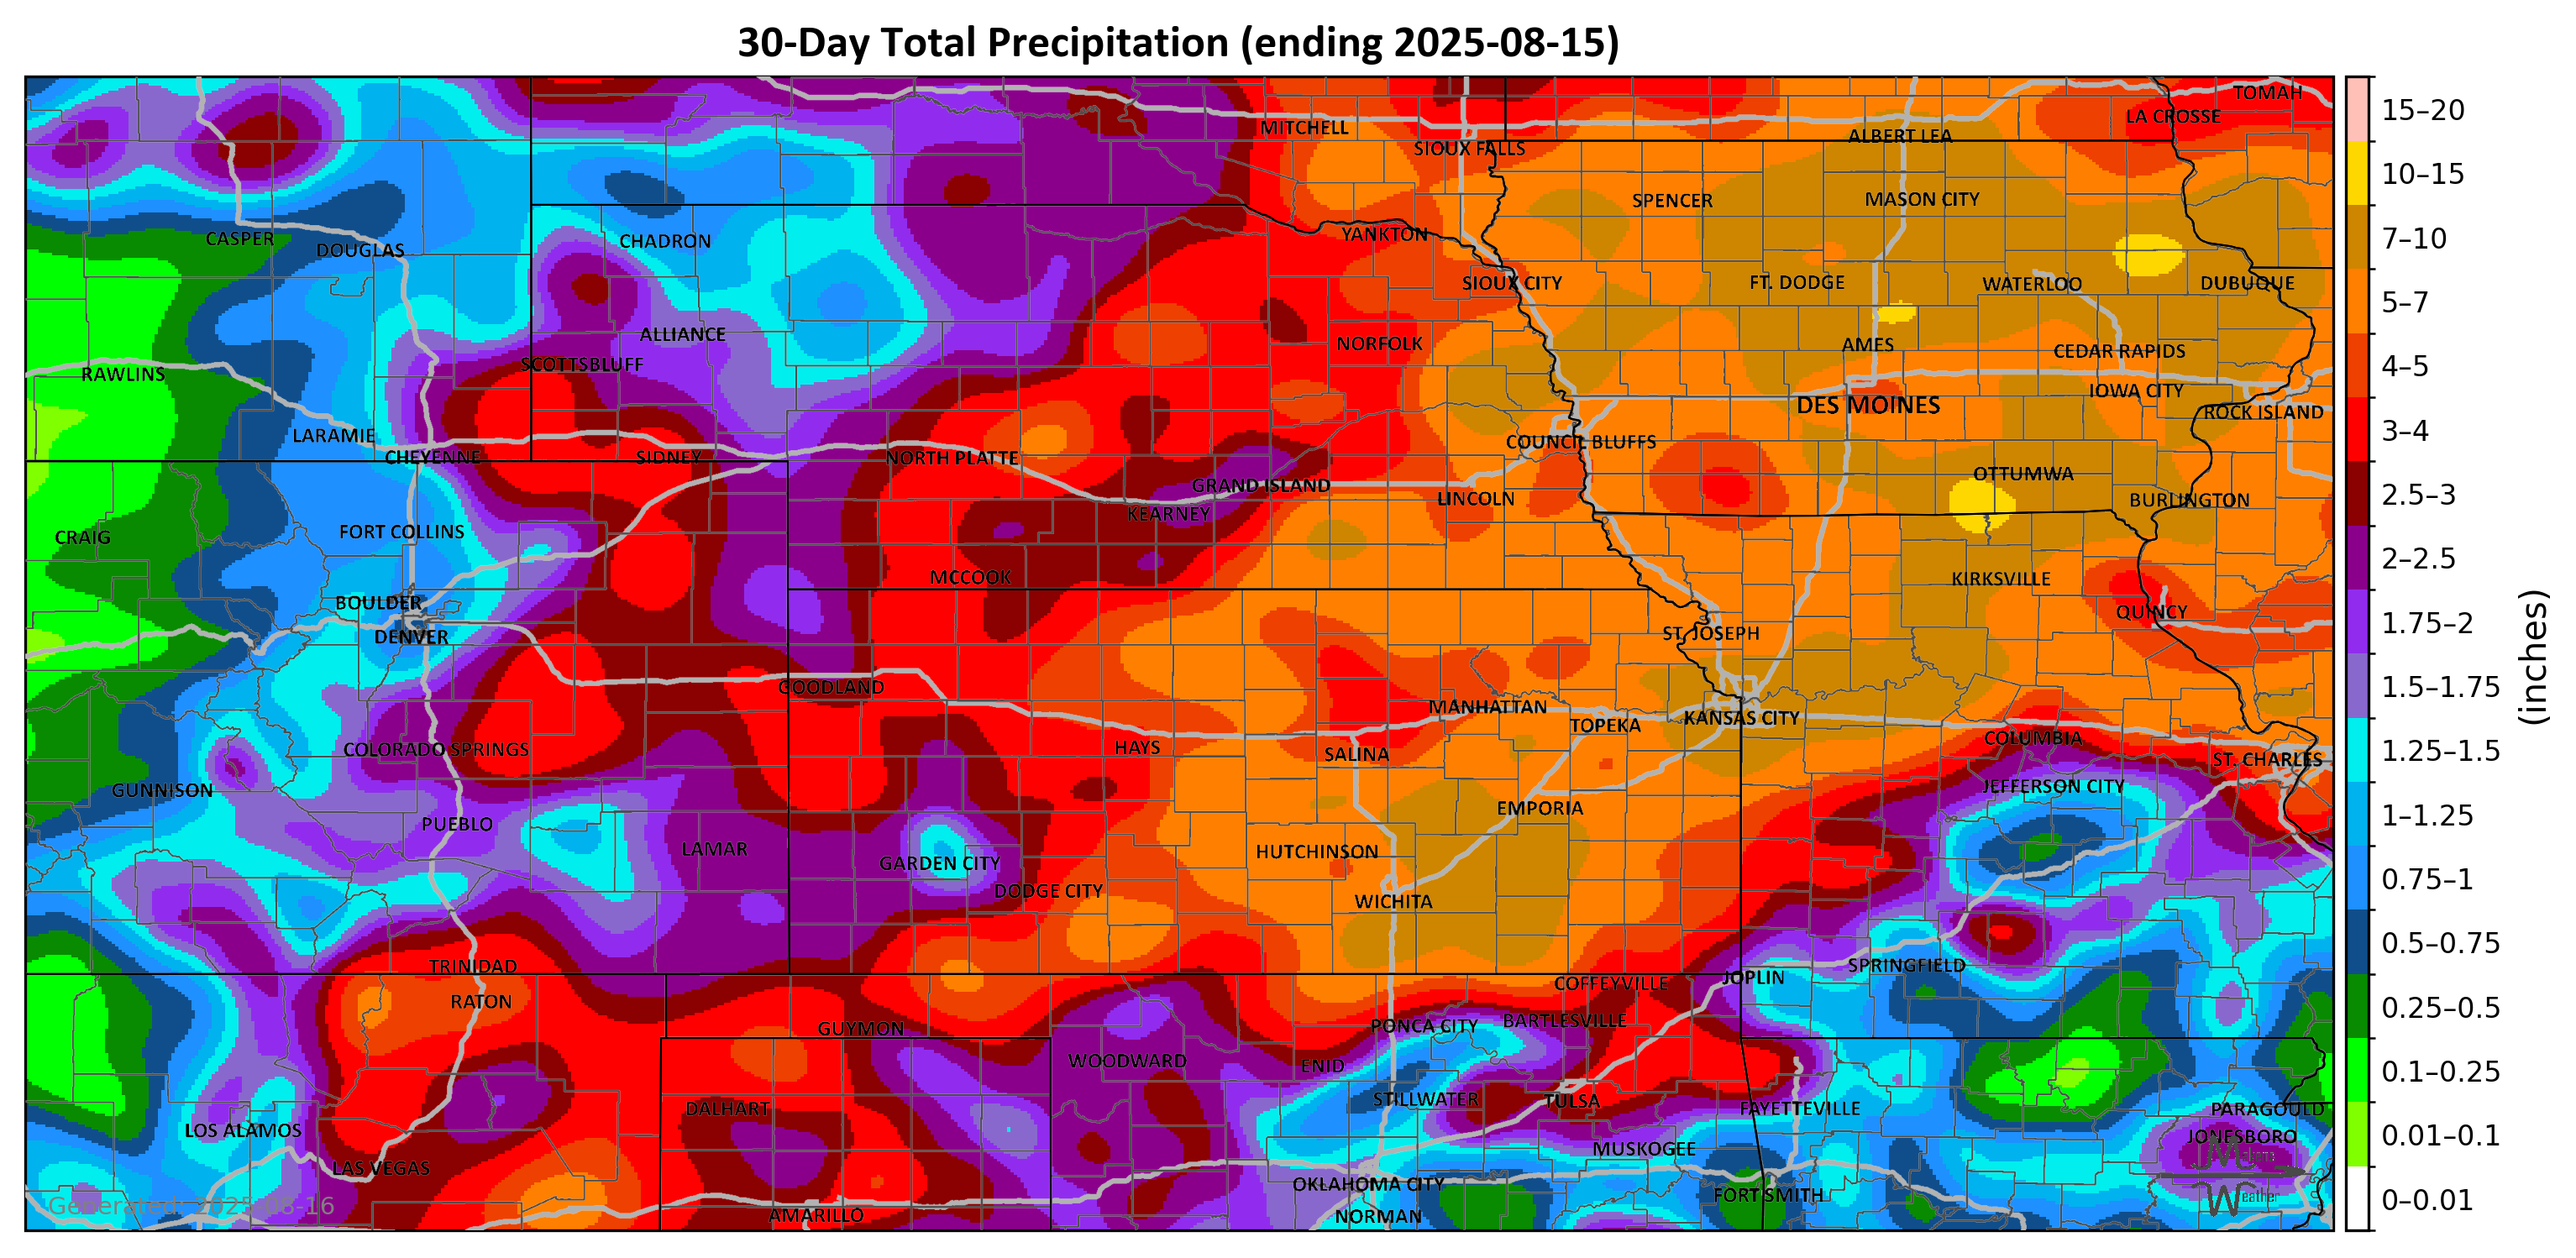 30-Day Total Precipitation (ending 2025-08-15)
TOMAH
LA CROSSE
MITCHELL
ALBERT LEA
SIOUX FALLS
SPENCER
MASON CITY
YANKTON
CASPER
DOUGLAS
CHADRON
SIOUX CITY
FT. DODGE
WATERLOO
DUBUQUE
ALLIANCE
NORFOLK
AMES
CEDAR RAPIDS
SCOTTSBLUFF
RAWLINS
IOWA CITY
DES MOINES
ROCK ISLAND
LARAMIE
COUNCIL BLUFFS
CHEYENNE
SIDNEY
NORTH PLATTE
OTTUMWA
GRAND ISLAND
LINCOLN
BURLINGTON
KEARNEY
CRAIG
FORT COLLINS
MCCOOK
KIRKSVILLE
BOULDER
QUINCY
DENVER
ST. JOSEPH
GOODLAND
MANHATTAN
KANSAS CITY
TOPEKA
COLUMBIA
COLORADO SPRINGS
HAYS
SALINA
ST. CHARLES
GUNNISON
JEFFERSON CITY
EMPORIA
PUEBLO
LAMAR
HUTCHINSON
GARDEN CITY
DODGE CITY
WICHITA
TRINIDAD
SPRINGFIELD
JOPLIN
COFFEYVILLE
RATON
GUYMON
PONCA CITY
BARTLESVILLE
WOODWARD
ENID
STILLWATER
TULSA
DALHART
FAYETTEVILLE
PARAGOULD
LOS ALAMOS
JONESBORO
MUSKOGEE
LAS VEGAS
OKLAHOMA CITY
FORT SMITH
AMARILLO
NORMAN
Generated: 2025-08-16
Weather
15–20
10–15
7–10
5–7
4–5
3–4
2.5–3
2–2.5
1.75–2
1.5–1.75
1.25–1.5
1–1.25
0.75–1
0.5–0.75
0.25–0.5
0.1–0.25
0.01–0.1
0–0.01
(inches)